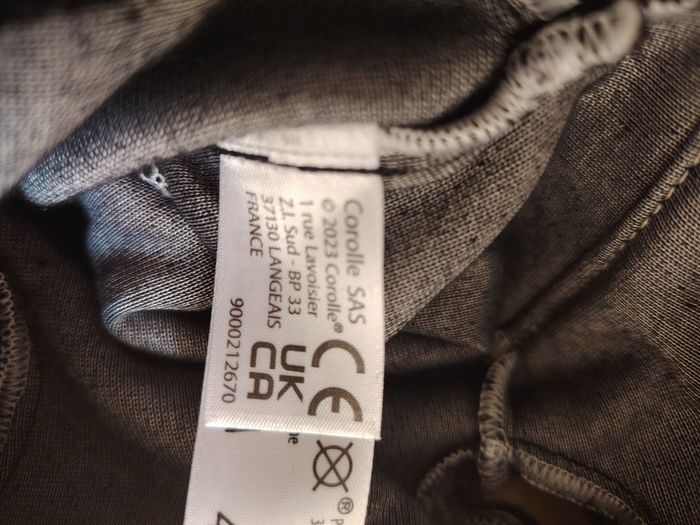 Corolle SAS
© 2023 Corolle®
1 rue Lavoisier
Z.I. Sud - BP 33
37130 LANGEAIS
FRANCE
CE
UK
CA
9000212670